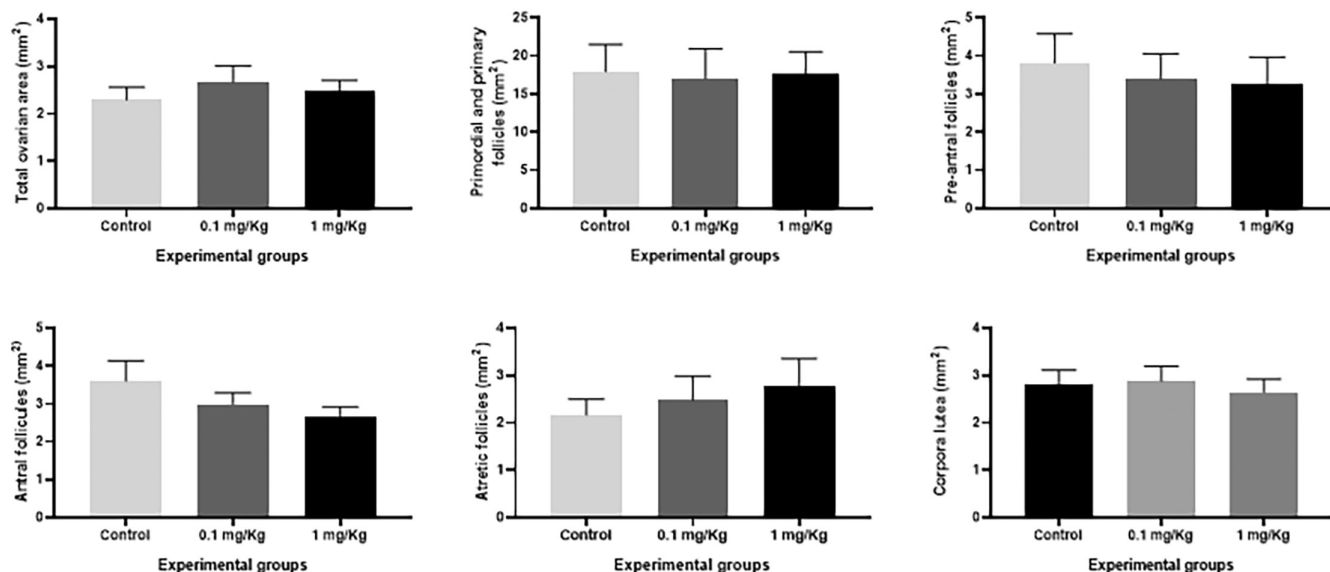 Total ovarian area (mm²)
4
3
2
1
0
Control 0.1 mg/Kg 1 mg/Kg
Experimental groups
Primordial and primary
follicles (mm²)
25
20
15
10
5
0
Control 0.1 mg/Kg 1 mg/Kg
Experimental groups
Pre-antral follicles (mm²)
5
4
3
2
1
0
Control 0.1 mg/Kg 1 mg/Kg
Experimental groups
Antral follicules (mm²)
5
4
3
2
1
0
Control 0.1 mg/Kg 1 mg/Kg
Experimental groups
Atretic follicles (mm²)
4
3
2
1
0
Control 0.1 mg/Kg 1 mg/Kg
Experimental groups
Corpora lutea (mm²)
4
3
2
1
0
Control 0.1 mg/Kg 1 mg/Kg
Experimental groups